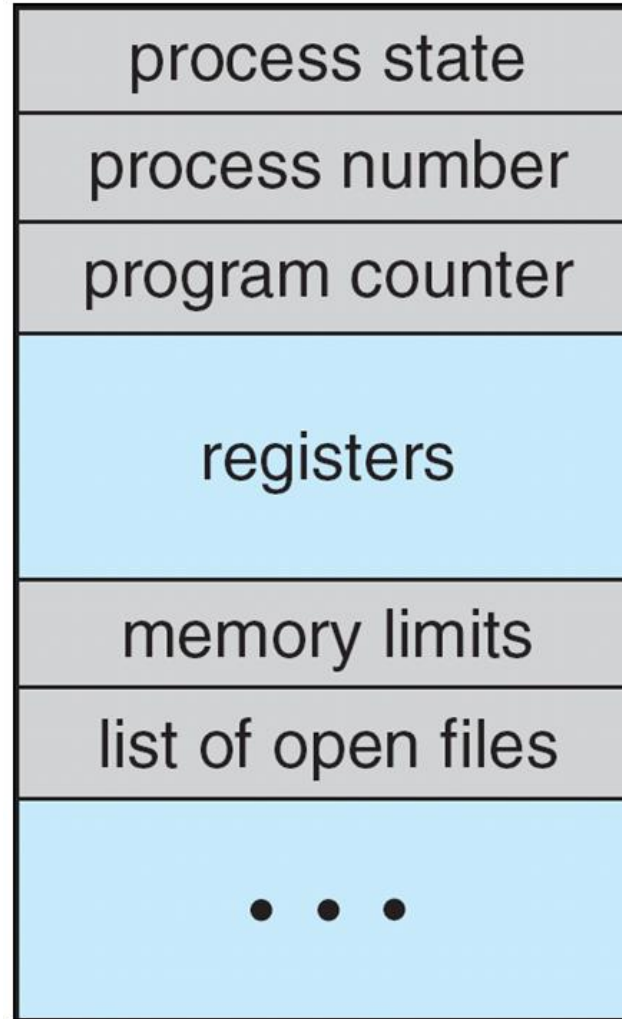 process state
process number
program counter
registers
memory limits
list of open files
• • •